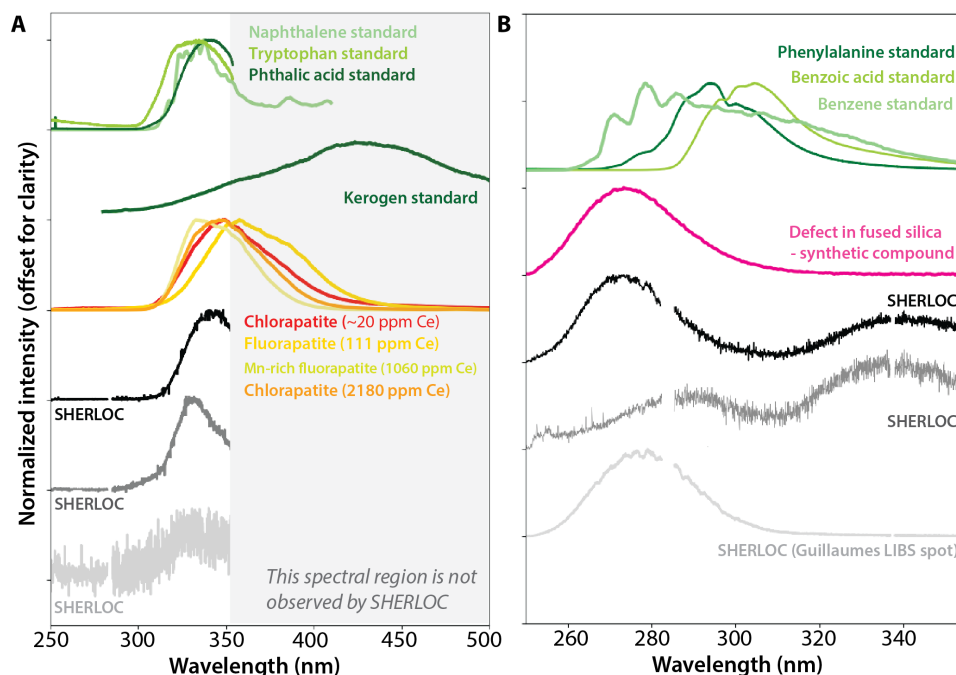 A
Naphthalene standard
Tryptophan standard
Phthalic acid standard
Kerogen standard
Chlorapatite (~20 ppm Ce)
Fluorapatite (111 ppm Ce)
Mn-rich fluorapatite (1060 ppm Ce)
Chlorapatite (2180 ppm Ce)
SHERLOC
SHERLOC
SHERLOC
This spectral region is not
observed by SHERLOC
Normalized intensity (offset for clarity)
250 300 350 400 450 500
Wavelength (nm)
B
Phenylalanine standard
Benzoic acid standard
Benzene standard
Defect in fused silica
- synthetic compound
SHERLOC
SHERLOC
SHERLOC (Guillaumes LIBS spot)
260 280 300 320 340
Wavelength (nm)